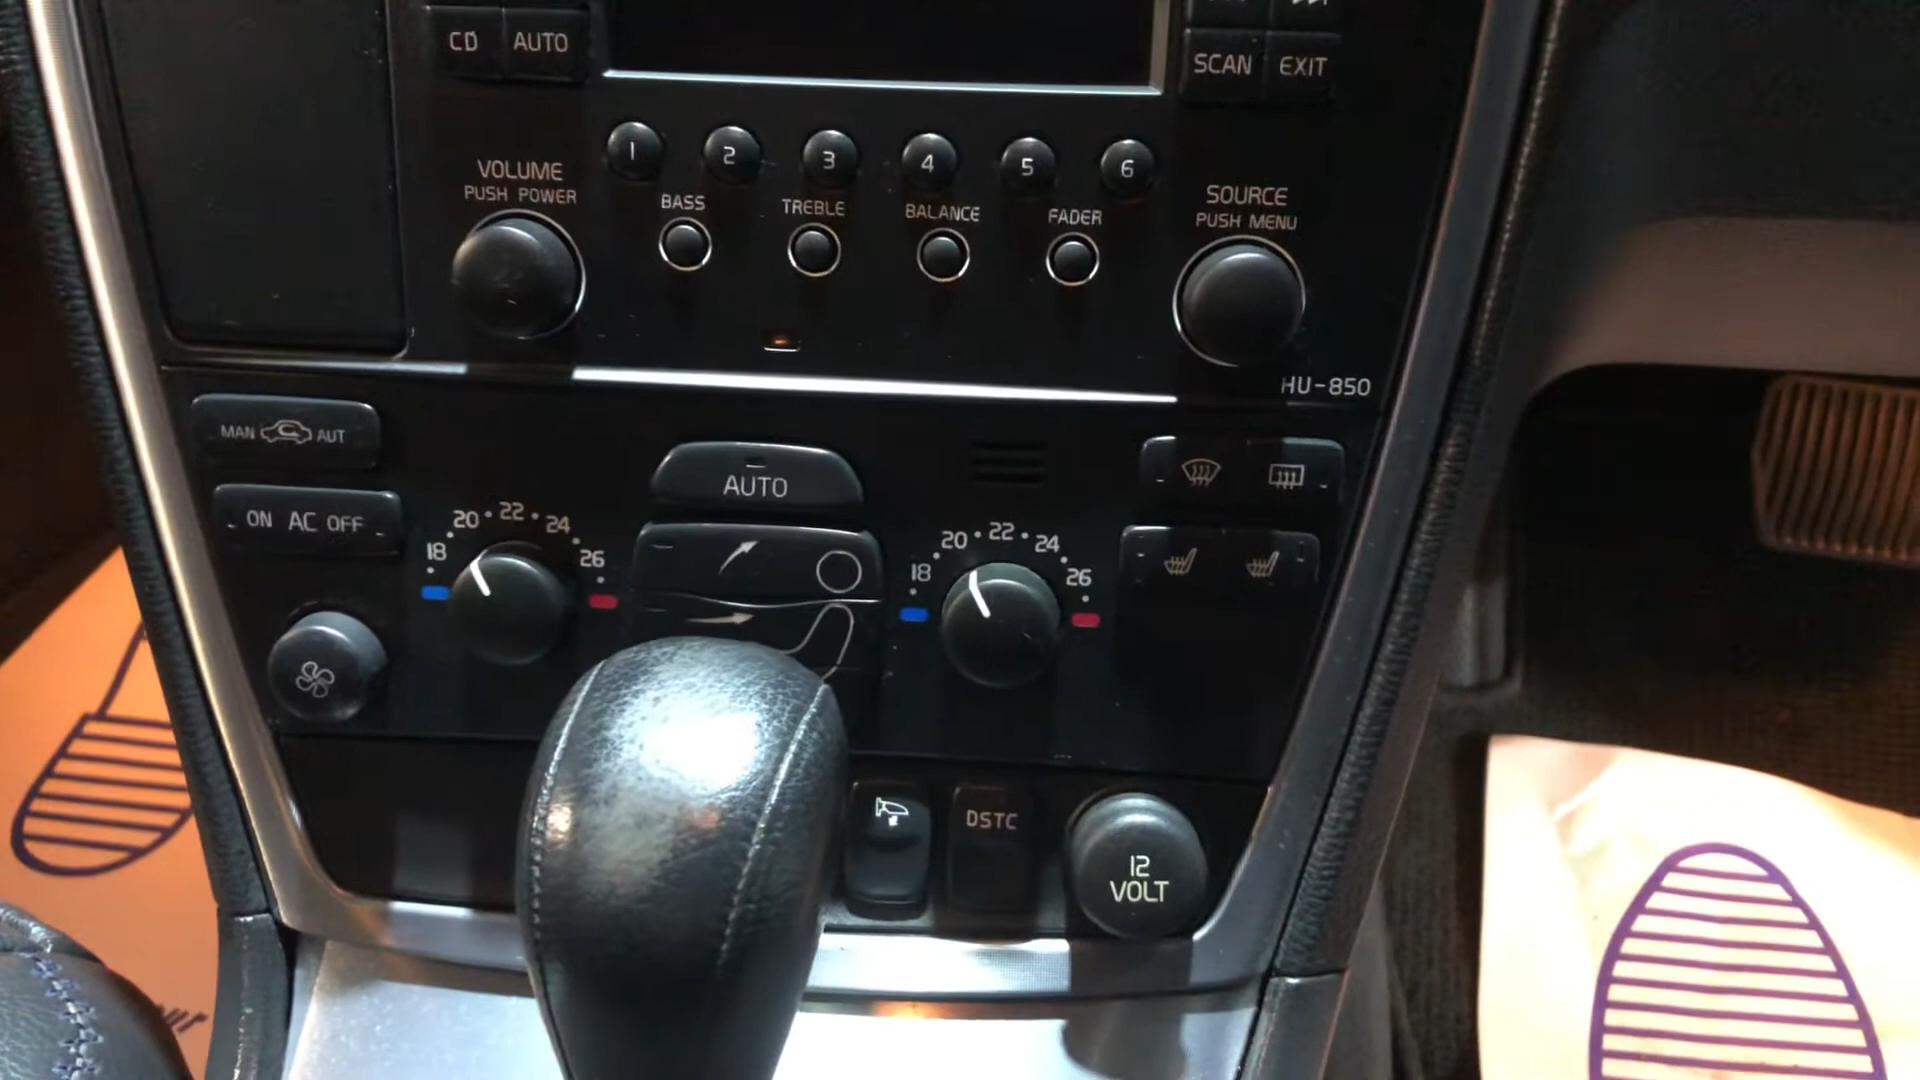 CD AUTO
SCAN EXIT
1 2 3 4 5 6
VOLUME
PUSH POWER
BASS TREBLE BALANCE FADER
SOURCE
PUSH MENU
HU-850
MAN AUT
AUTO
ON AC OFF
18 20 22 24 26
18 20 22 24 26
DSTC
12
VOLT